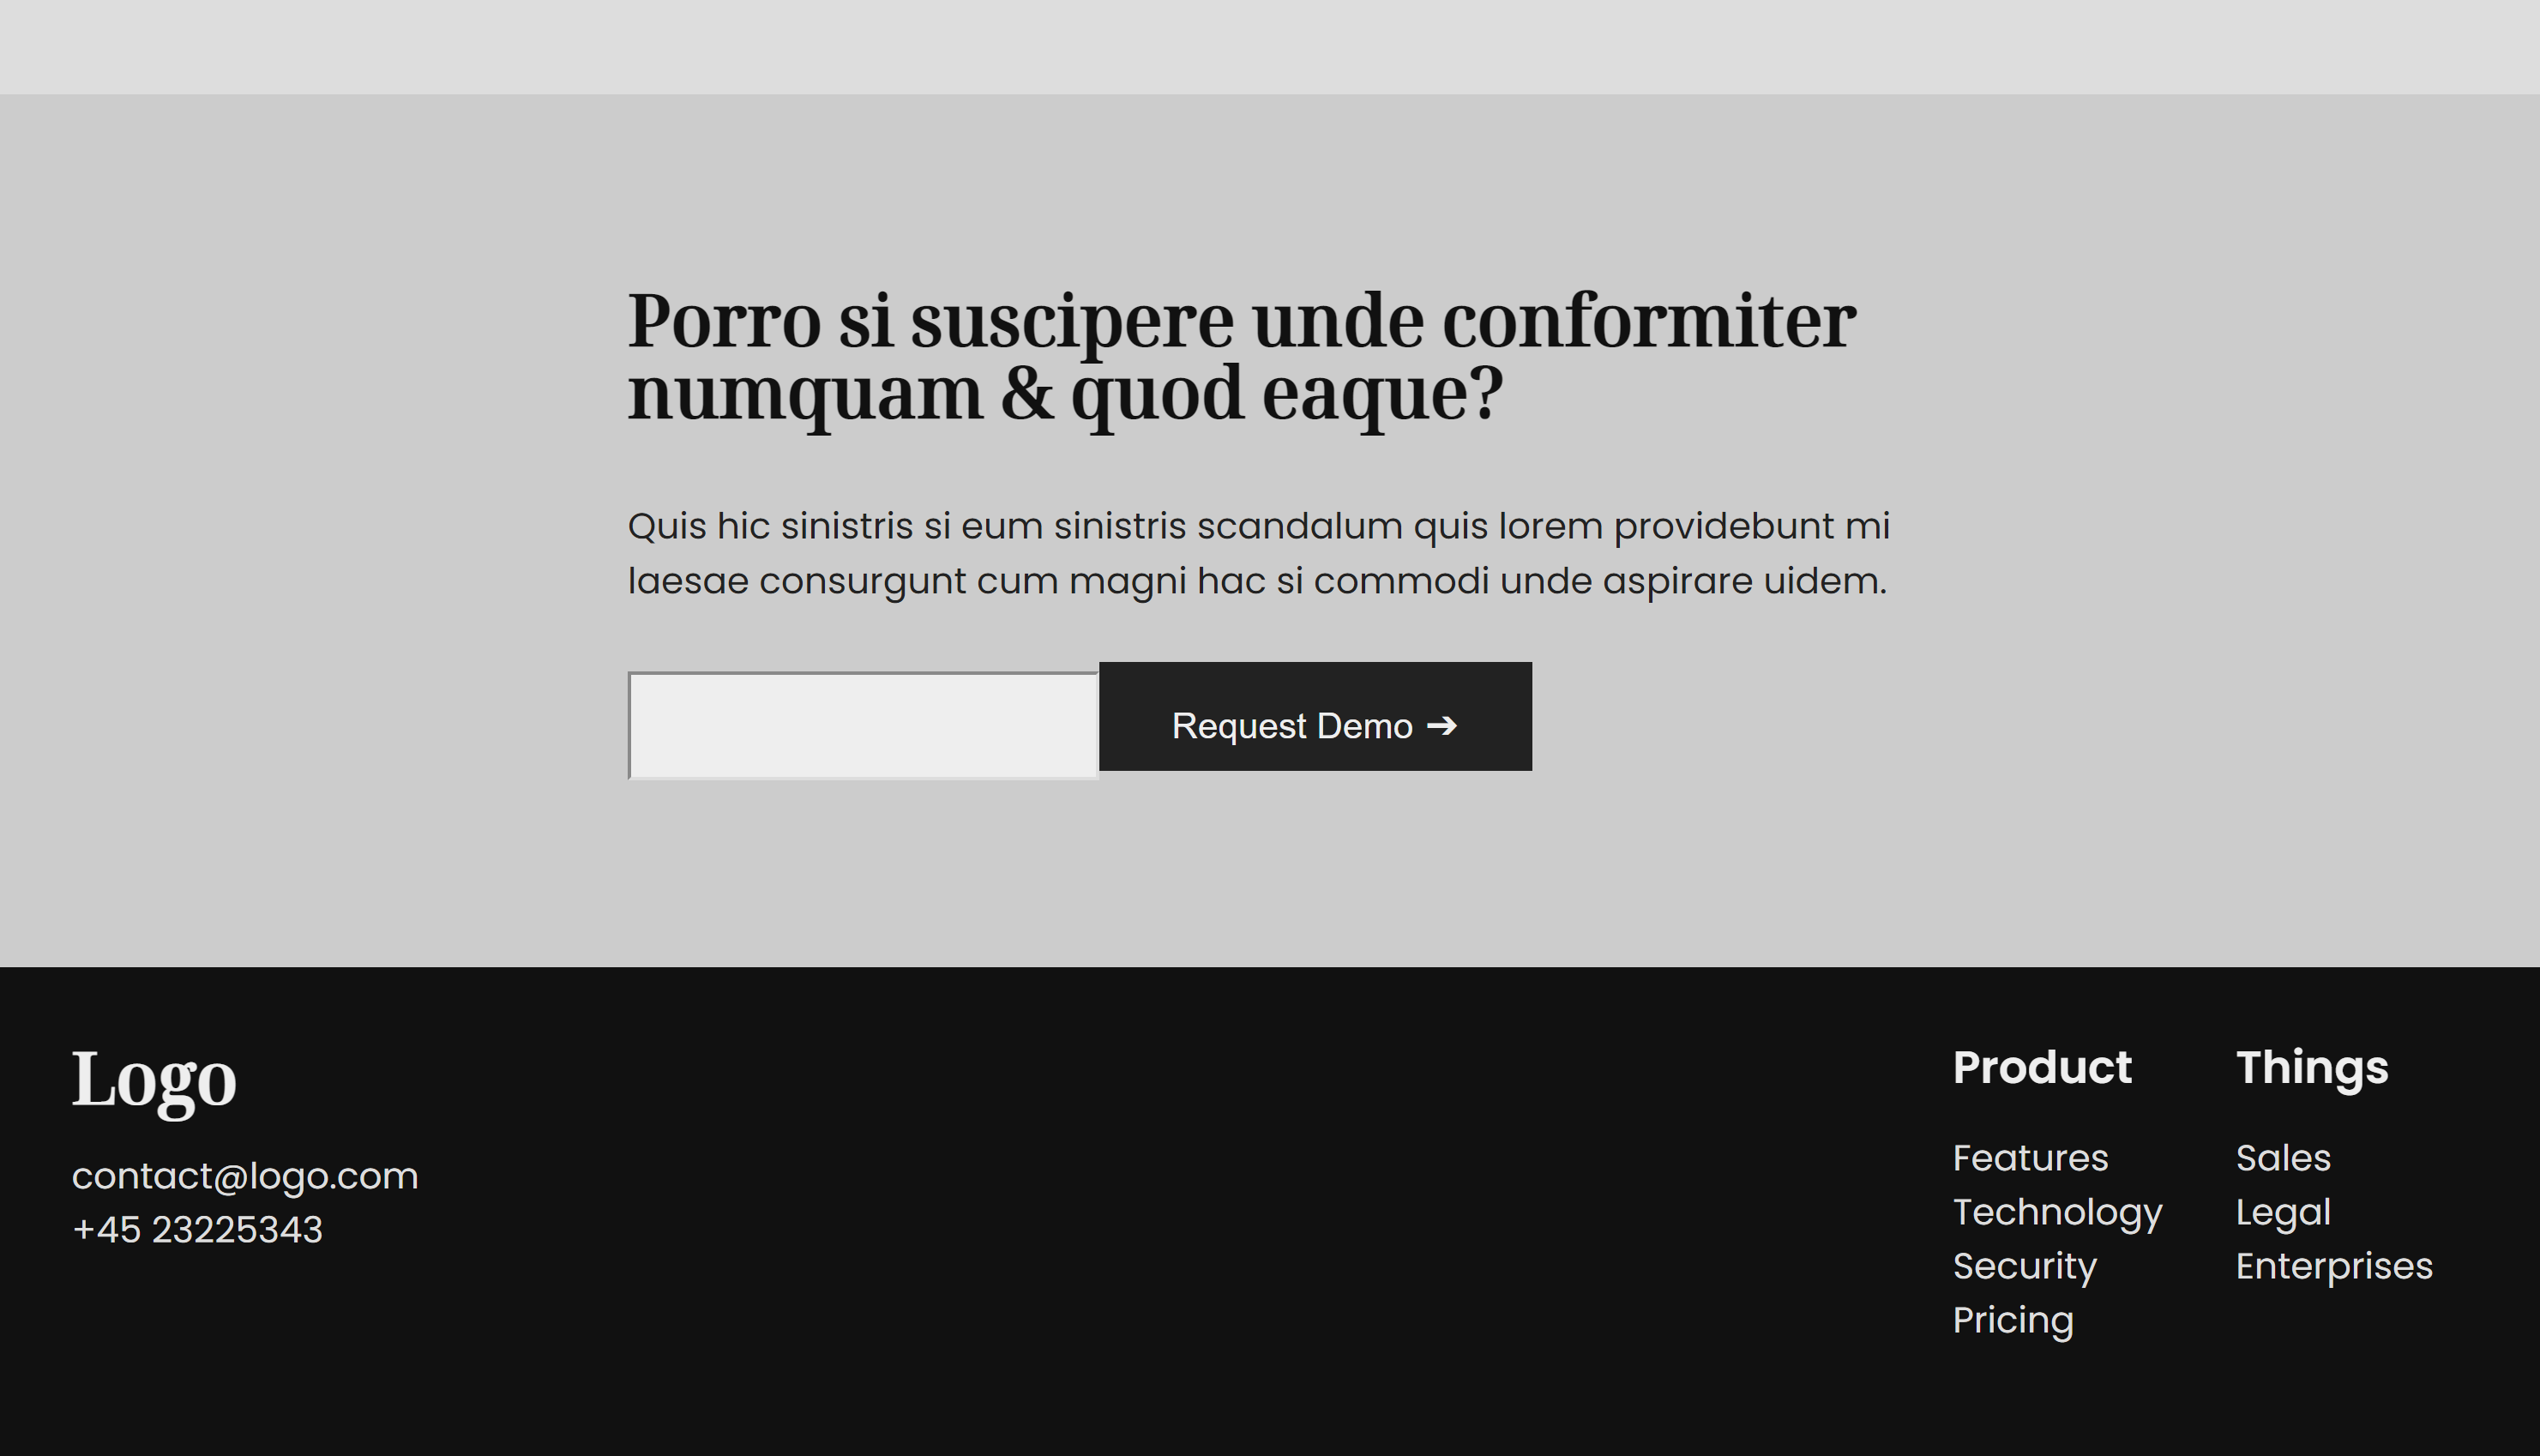 Porro si suscipere unde conformiter
numquam & quod eaque?
Quis hic sinistris si eum sinistris scandalum quis lorem providebunt mi
laesae consurgunt cum magni hac si commodi unde aspirare uidem.
Request Demo ➔
Logo
contact@logo.com
+45 23225343
Product
Features
Technology
Security
Pricing
Things
Sales
Legal
Enterprises